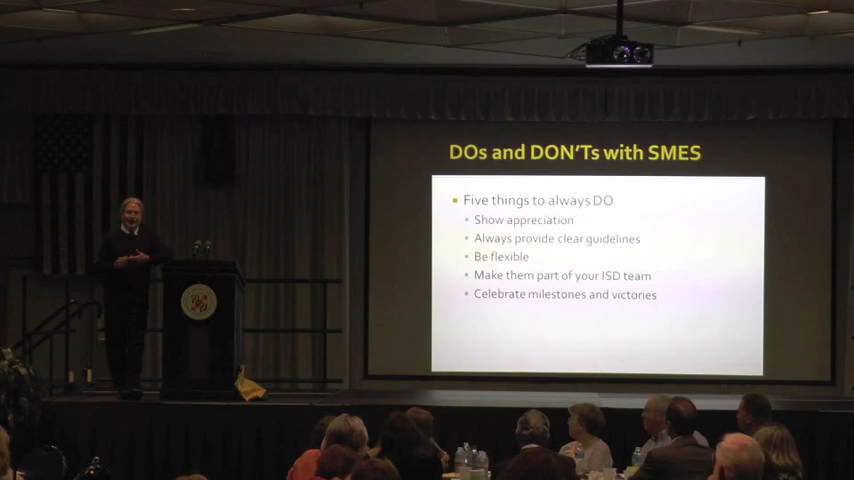 DOs and DON'Ts with SMES
Five things to always DO
Show appreciation
Always provide clear guidelines
Be flexible
Make them part of your ISD team
Celebrate milestones and victories